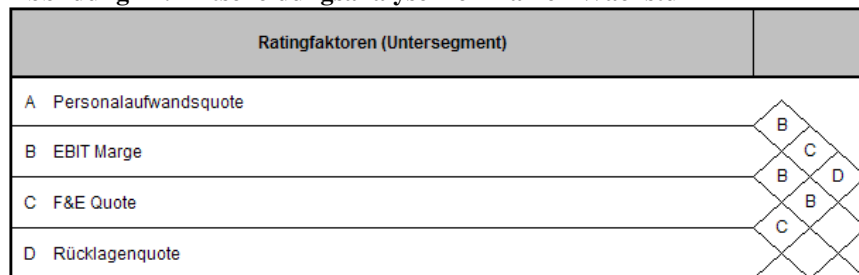 Ratingfaktoren (Untersegment)
A Personalaufwandsquote
B
B EBIT Marge
C
B D
C F&E Quote
B
C
D Rücklagenquote